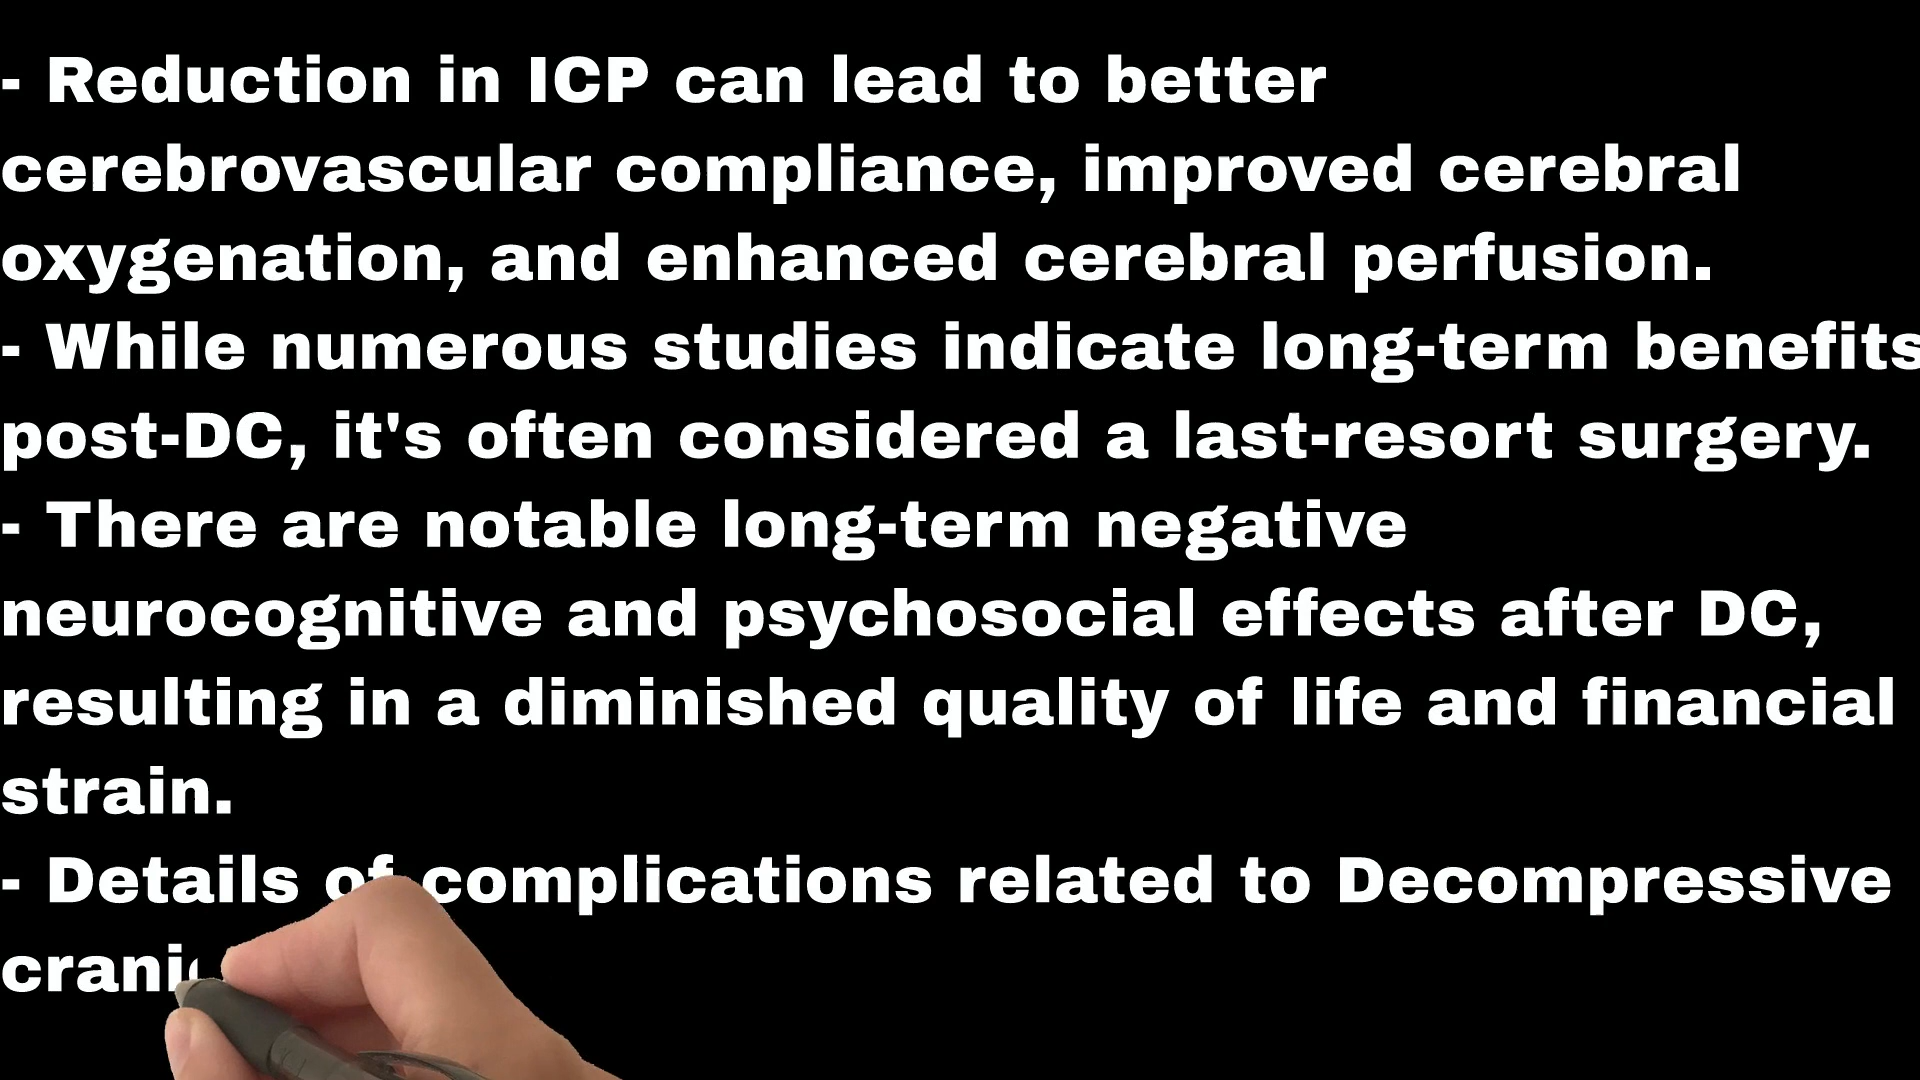 - Reduction in ICP can lead to better
cerebrovascular compliance, improved cerebral
oxygenation, and enhanced cerebral perfusion.
- While numerous studies indicate long-term benefits
post-DC, it's often considered a last-resort surgery.
- There are notable long-term negative
neurocognitive and psychosocial effects after DC,
resulting in a diminished quality of life and financial
strain.
- Details of complications related to Decompressive